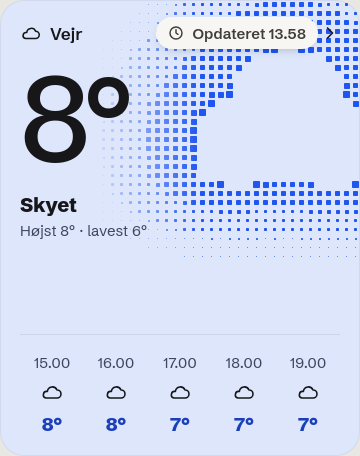 Vejr
Opdateret 13.58
8°
Skyet
Højst 8° · lavest 6°
15.00 16.00 17.00 18.00 19.00
8° 8° 7° 7° 7°